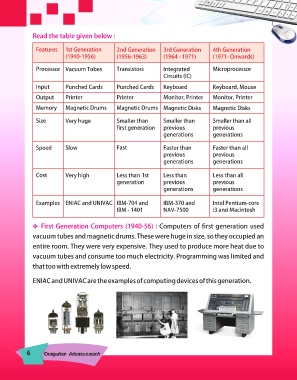 Read the table given below :
Features 1st Generation (1940-1956) 2nd Generation (1956-1963) 3rd Generation (1964 - 1971) 4th Generation (1971- Onwards)
Processor Vacuum Tubes Transistors Integrated Circuits (IC) Microprocessor
Input Punched Cards Punched Cards Keyboard Keyboard, Mouse
Output Printer Printer Monitor, Printer Monitor, Printer
Memory Magnetic Drums Magnetic Drums Magnetic Disks Magnetic Disks
Size Very huge Smaller than first generation Smaller than previous generations Smaller than all previous generations
Speed Slow Fast Faster than previous generations Faster than all previous generations
Cost Very high Less than 1st generation Less than previous generations Less than all previous generations
Examples ENIAC and UNIVAC IBM-704 and IBM - 1401 IBM-370 and NAV-7500 Intel Pentium-core i3 and Macintosh
❖ First Generation Computers (1940-56) : Computers of first generation used
vacuum tubes and magnetic drums. These were huge in size, so they occupied an
entire room. They were very expensive. They used to produce more heat due to
vacuum tubes and consume too much electricity. Programming was limited and
that too with extremely low speed.
ENIAC and UNIVAC are the examples of computing devices of this generation.
6 Computer Advancement